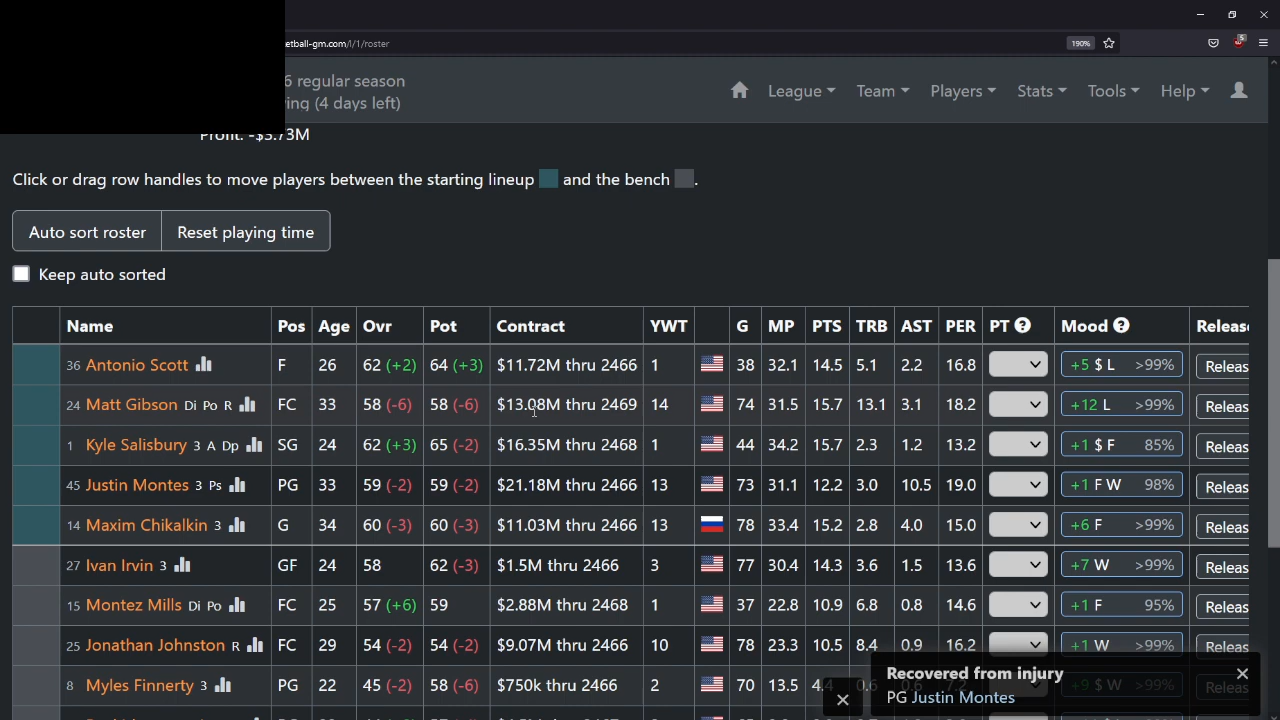 etball-gm.com/l/1/roster
190%
5
6 regular season
ying (4 days left)
League Team Players Stats Tools Help
Profit: -$3.73M
Click or drag row handles to move players between the starting lineup and the bench .
Auto sort roster Reset playing time
Keep auto sorted
Name Pos Age Ovr Pot Contract YWT G MP PTS TRB AST PER PT ? Mood ? Releas
36 Antonio Scott F 26 62 (+2) 64 (+3) $11.72M thru 2466 1 38 32.1 14.5 5.1 2.2 16.8 +5 $ L >99% Releas
24 Matt Gibson Di Po R FC 33 58 (-6) 58 (-6) $13.08M thru 2469 14 74 31.5 15.7 13.1 3.1 18.2 +12 L >99% Releas
1 Kyle Salisbury 3 A Dp SG 24 62 (+3) 65 (-2) $16.35M thru 2468 1 44 34.2 15.7 2.3 1.2 13.2 +1 $ F 85% Releas
45 Justin Montes 3 Ps PG 33 59 (-2) 59 (-2) $21.18M thru 2466 13 73 31.1 12.2 3.0 10.5 19.0 +1 F W 98% Releas
14 Maxim Chikalkin 3 G 34 60 (-3) 60 (-3) $11.03M thru 2466 13 78 33.4 15.2 2.8 4.0 15.0 +6 F >99% Releas
27 Ivan Irvin 3 GF 24 58 62 (-3) $1.5M thru 2466 3 77 30.4 14.3 3.6 1.5 13.6 +7 W >99% Releas
15 Montez Mills Di Po FC 25 57 (+6) 59 $2.88M thru 2468 1 37 22.8 10.9 6.8 0.8 14.6 +1 F 95% Releas
25 Jonathan Johnston R FC 29 54 (-2) 54 (-2) $9.07M thru 2466 10 78 23.3 10.5 8.4 0.9 16.2 +1 W >99% Releas
8 Myles Finnerty 3 PG 22 45 (-2) 58 (-6) $750k thru 2466 2 70 13.5 4.4 0.6 0.6 7.2 +9 $ W >99% Releas
Recovered from injury
PG Justin Montes